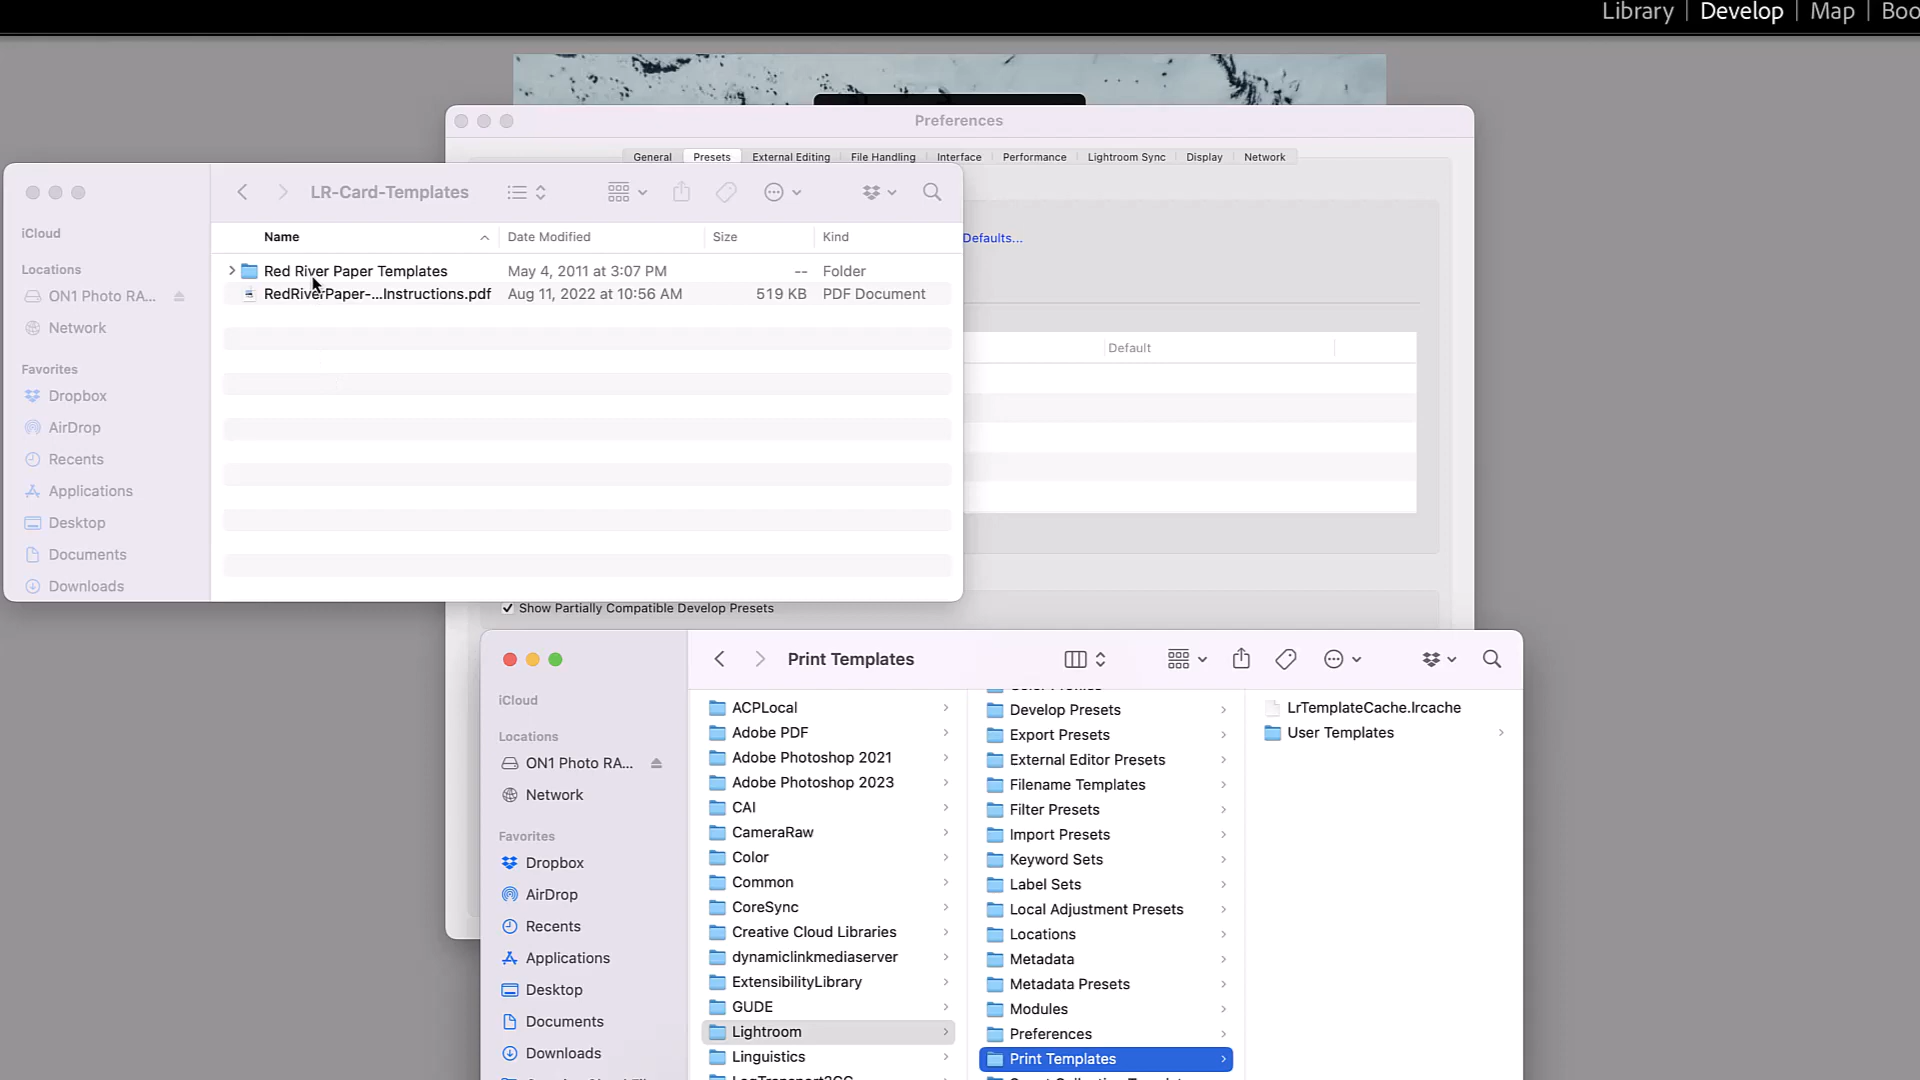 Library | Develop | Map | Boo
Preferences
General Presets External Editing File Handling Interface Performance Lightroom Sync Display Network
LR-Card-Templates
iCloud
Locations
ON1 Photo RA...
Network
Favorites
Dropbox
AirDrop
Recents
Applications
Desktop
Documents
Downloads
Name Date Modified Size Kind
Red River Paper Templates May 4, 2011 at 3:07 PM -- Folder
RedRiverPaper-...Instructions.pdf Aug 11, 2022 at 10:56 AM 519 KB PDF Document
Defaults...
Default
Show Partially Compatible Develop Presets
Print Templates
iCloud
Locations
ON1 Photo RA...
Network
Favorites
Dropbox
AirDrop
Recents
Applications
Desktop
Documents
Downloads
ACPLocal
Adobe PDF
Adobe Photoshop 2021
Adobe Photoshop 2023
CAI
CameraRaw
Color
Common
CoreSync
Creative Cloud Libraries
dynamiclinkmediaserver
ExtensibilityLibrary
GUDE
Lightroom
Linguistics
Develop Presets
Export Presets
External Editor Presets
Filename Templates
Filter Presets
Import Presets
Keyword Sets
Label Sets
Local Adjustment Presets
Locations
Metadata
Metadata Presets
Modules
Preferences
Print Templates
LrTemplateCache.lrcache
User Templates